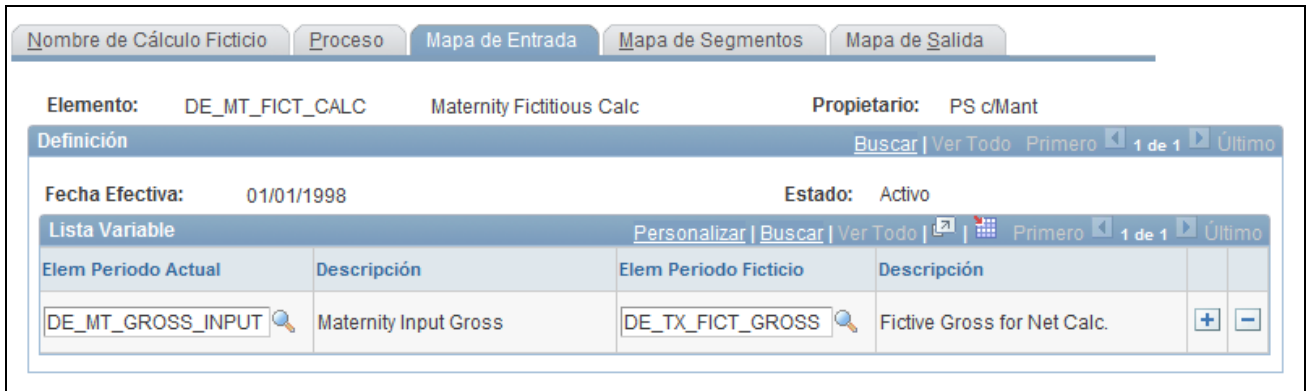 Nombre de Cálculo Ficticio Proceso Mapa de Entrada Mapa de Segmentos Mapa de Salida
Elemento: DE_MT_FICT_CALC Maternity Fictitious Calc Propietario: PS c/Mant
Definición Buscar | Ver Todo Primero 1 de 1 Último
Fecha Efectiva: 01/01/1998 Estado: Activo
Lista Variable Personalizar | Buscar | Ver Todo | | Primero 1 de 1 Último
Elem Periodo Actual Descripción Elem Periodo Ficticio Descripción
DE_MT_GROSS_INPUT Maternity Input Gross DE_TX_FICT_GROSS Fictive Gross for Net Calc. + -